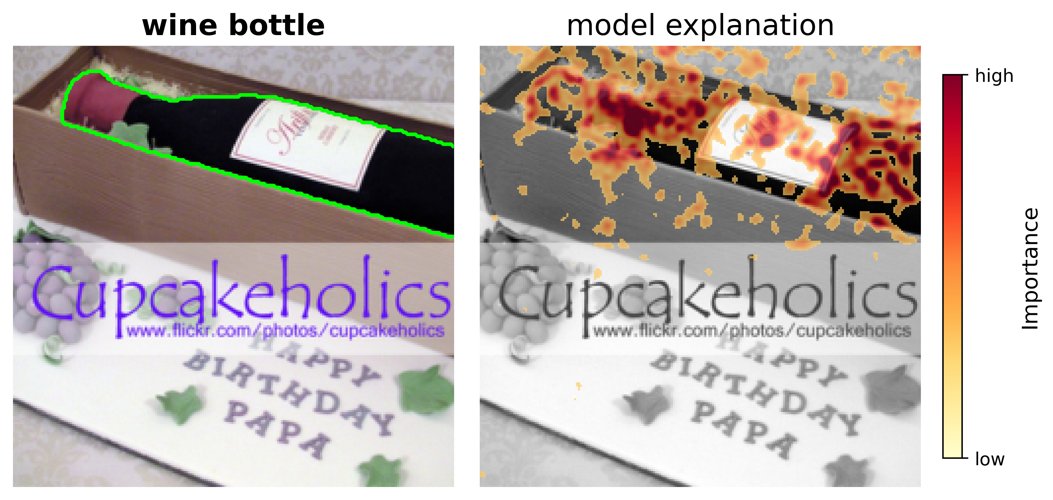 wine bottle
model explanation
high
Importance
low
Cupcakeholics
www.flickr.com/photos/cupcakeholics
HAPPY
BIRTHDAY
PAPA
Cupcakeholics
www.flickr.com/photos/cupcakeholics
HAPPY
BIRTHDAY
PAPA